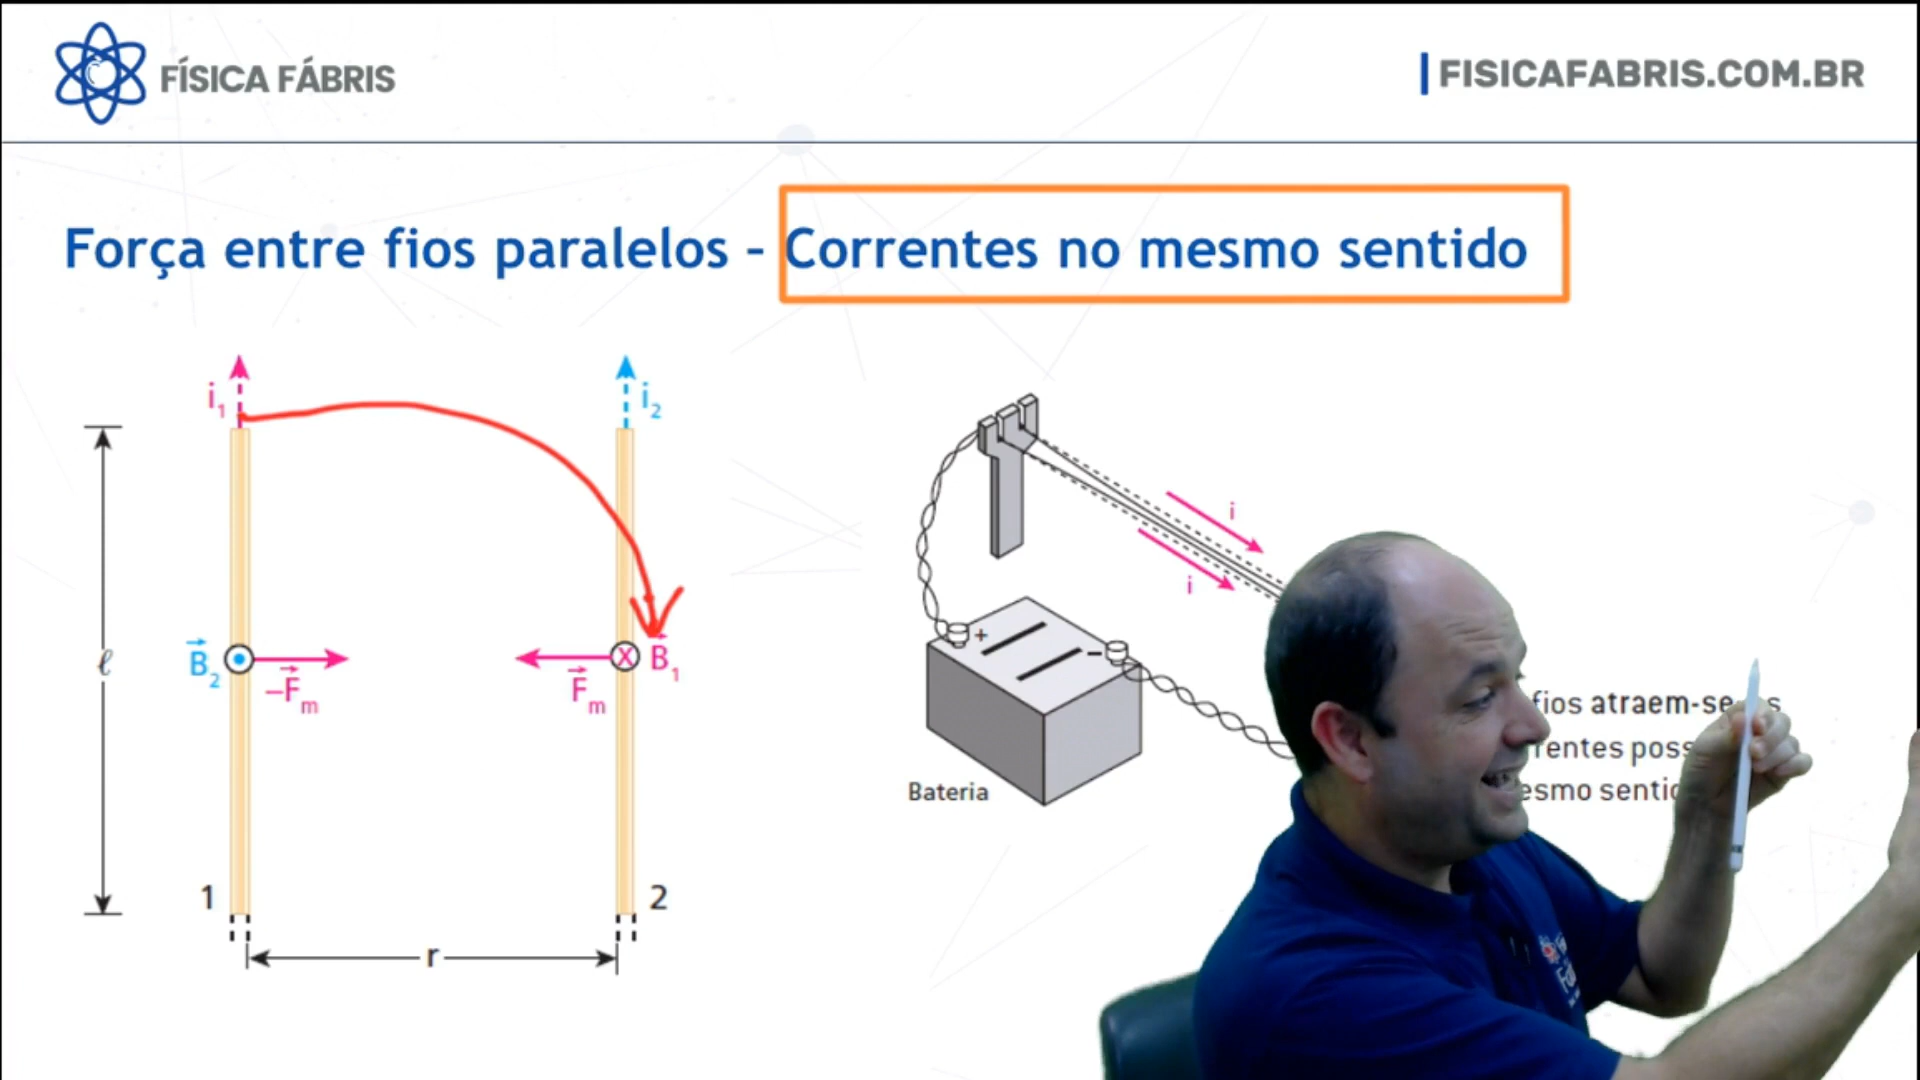 FÍSICA FÁBRIS
FISICAFABRIS.COM.BR
Força entre fios paralelos – Correntes no mesmo sentido
i₁
i₂
ℓ
B₂
–Fₘ
Fₘ
B₁
1
2
r
i
i
+
–
Bateria
fios atraem-se
esmo